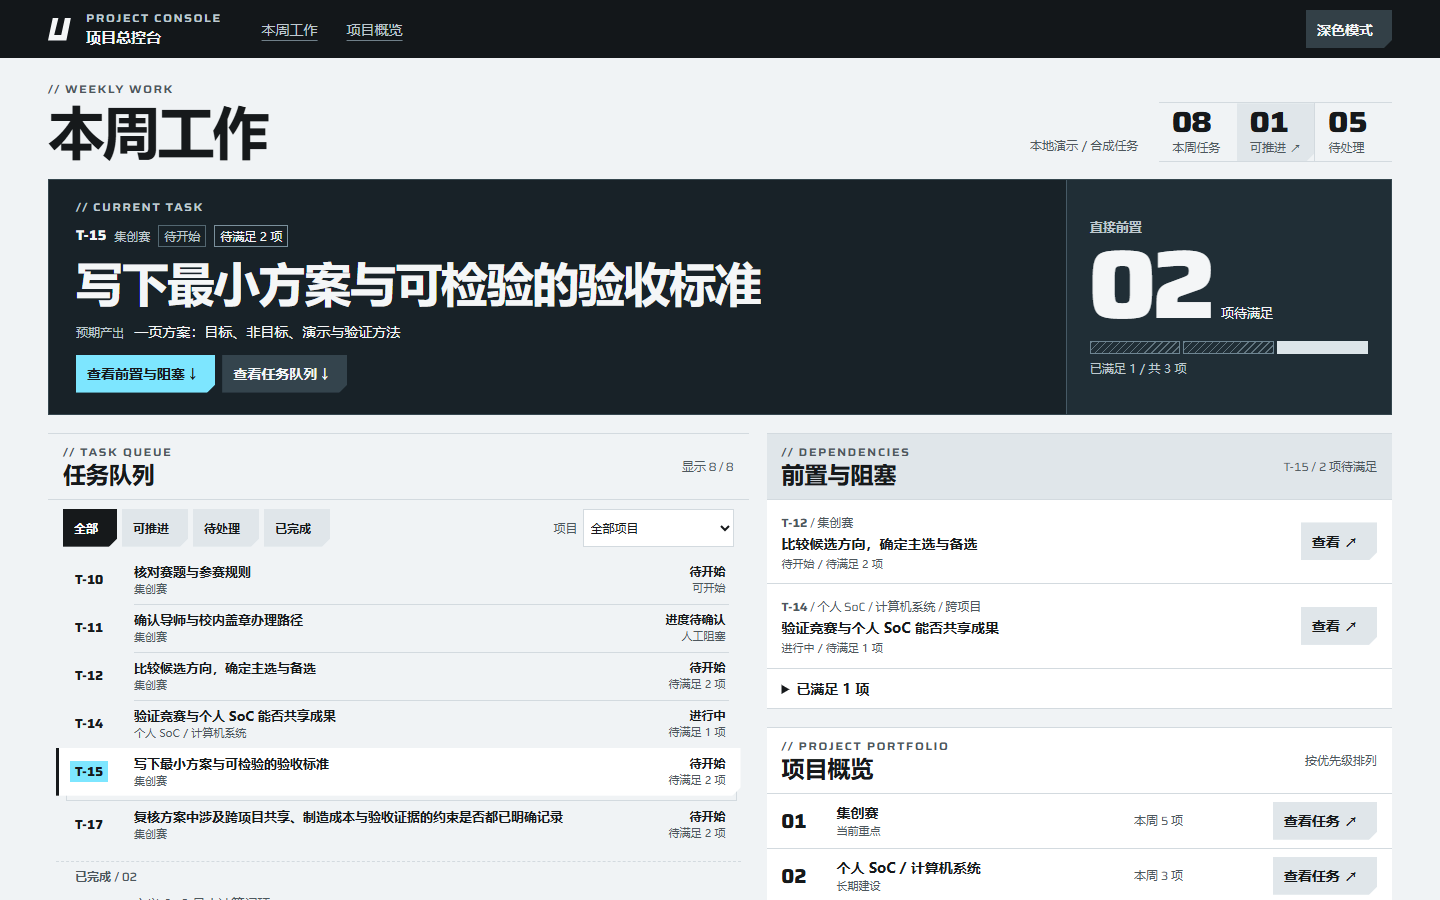 PROJECT CONSOLE
项目总控台
本周工作
项目概览
深色模式
// WEEKLY WORK
本周工作
本地演示 / 合成任务
08
本周任务
01
可推进 ↗
05
待处理
// CURRENT TASK
T-15 集创赛 待开始 待满足 2 项
写下最小方案与可检验的验收标准
预期产出 一页方案：目标、非目标、演示与验证方法
查看前置与阻塞 ↓
查看任务队列 ↓
直接前置
02 项待满足
已满足 1 / 共 3 项
// TASK QUEUE
任务队列
显示 8 / 8
全部
可推进
待处理
已完成
项目 全部项目
T-10 核对赛题与参赛规则 待开始
集创赛 可开始
T-11 确认导师与校内盖章办理路径 进度待确认
集创赛 人工阻塞
T-12 比较候选方向，确定主选与备选 待开始
集创赛 待满足 2 项
T-14 验证竞赛与个人 SoC 能否共享成果 进行中
个人 SoC / 计算机系统 待满足 1 项
T-15 写下最小方案与可检验的验收标准 待开始
集创赛 待满足 2 项
T-17 复核方案中涉及跨项目共享、制造成本与验收证据的约束是否都已明确记录 待开始
集创赛 待满足 2 项
已完成 / 02
// DEPENDENCIES
前置与阻塞
T-15 / 2 项待满足
T-12 / 集创赛
比较候选方向，确定主选与备选
待开始 / 待满足 2 项
查看 ↗
T-14 / 个人 SoC / 计算机系统 / 跨项目
验证竞赛与个人 SoC 能否共享成果
进行中 / 待满足 1 项
查看 ↗
▶ 已满足 1 项
// PROJECT PORTFOLIO
项目概览
按优先级排列
01 集创赛 本周 5 项 查看任务 ↗
当前重点
02 个人 SoC / 计算机系统 本周 3 项 查看任务 ↗
长期建设